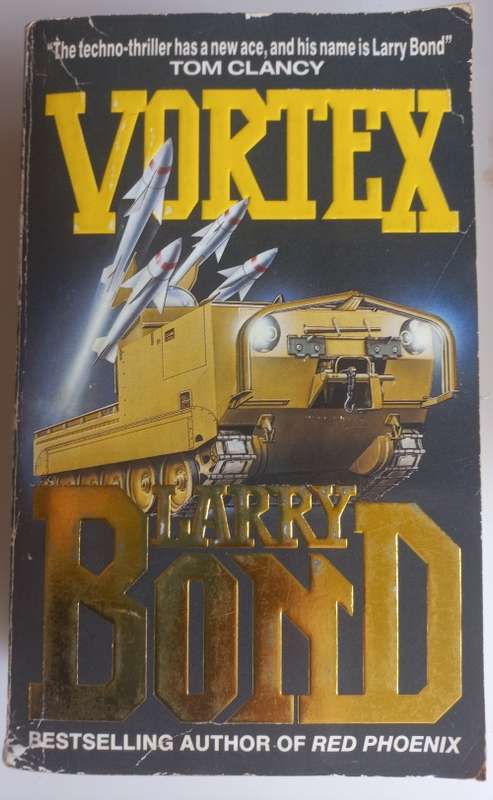 "The techno-thriller has a new ace, and his name is Larry Bond"
TOM CLANCY
VORTEX
LARRY
BOND
BESTSELLING AUTHOR OF RED PHOENIX